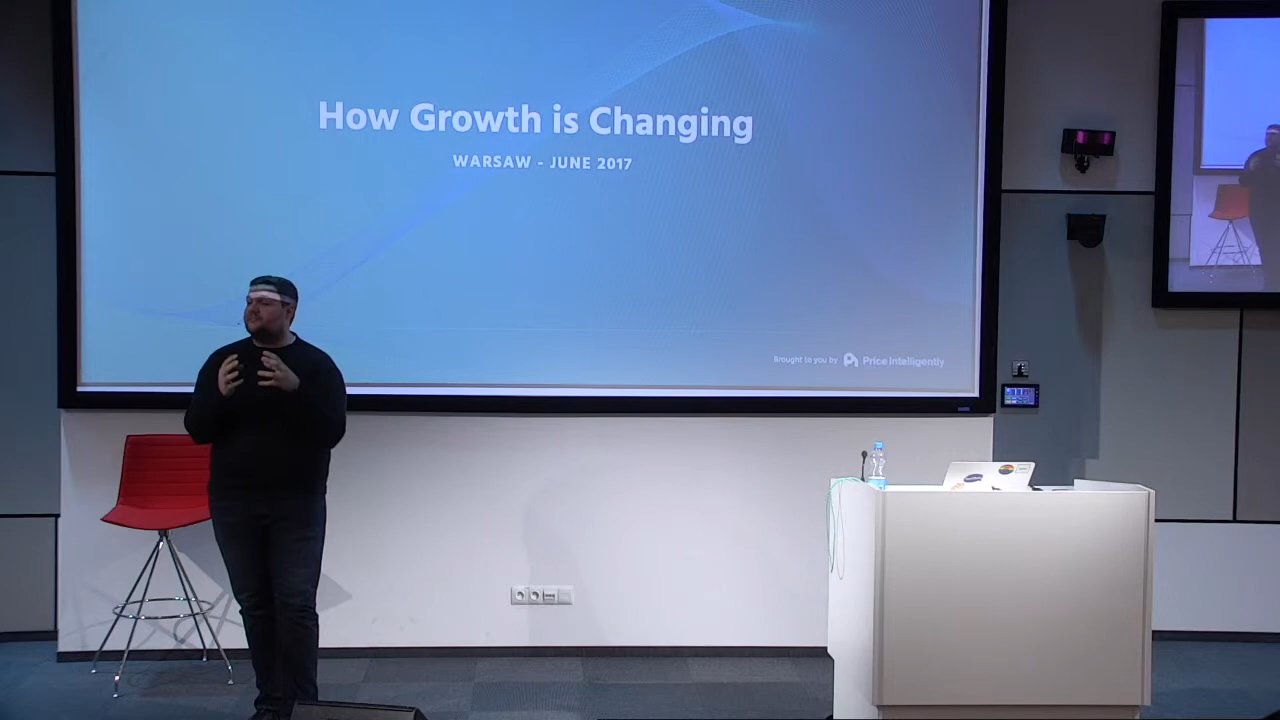 How Growth is Changing
WARSAW - JUNE 2017
Brought to you by Price Intelligently